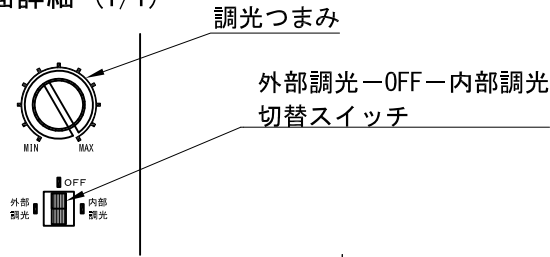 面詳細 (1/1)
調光つまみ
外部調光－OFF－内部調光
切替スイッチ
MIN MAX
OFF
外部 内部
調光 調光